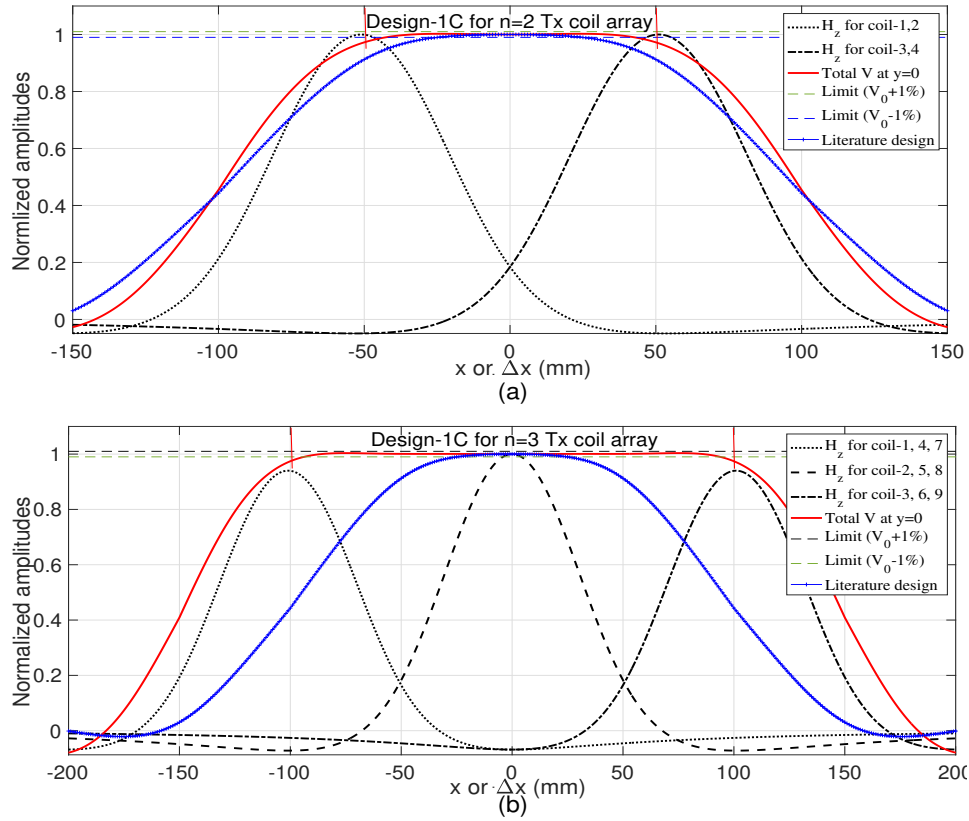 Design-1C for n=2 Tx coil array
Normlized amplitudes
1
0.8
0.6
0.4
0.2
0
H_z for coil-1,2
H_z for coil-3,4
Total V at y=0
Limit (V_0+1%)
Limit (V_0-1%)
Literature design
-150 -100 -50 0 50 100 150
x or. Δx (mm)
(a)
Design-1C for n=3 Tx coil array
Normalized amplitudes
1
0.8
0.6
0.4
0.2
0
H_z for coil-1, 4, 7
H_z for coil-2, 5, 8
H_z for coil-3, 6, 9
Total V at y=0
Limit (V_0+1%)
Limit (V_0-1%)
Literature design
-200 -150 -100 -50 0 50 100 150 200
x or·Δx (mm)
(b)